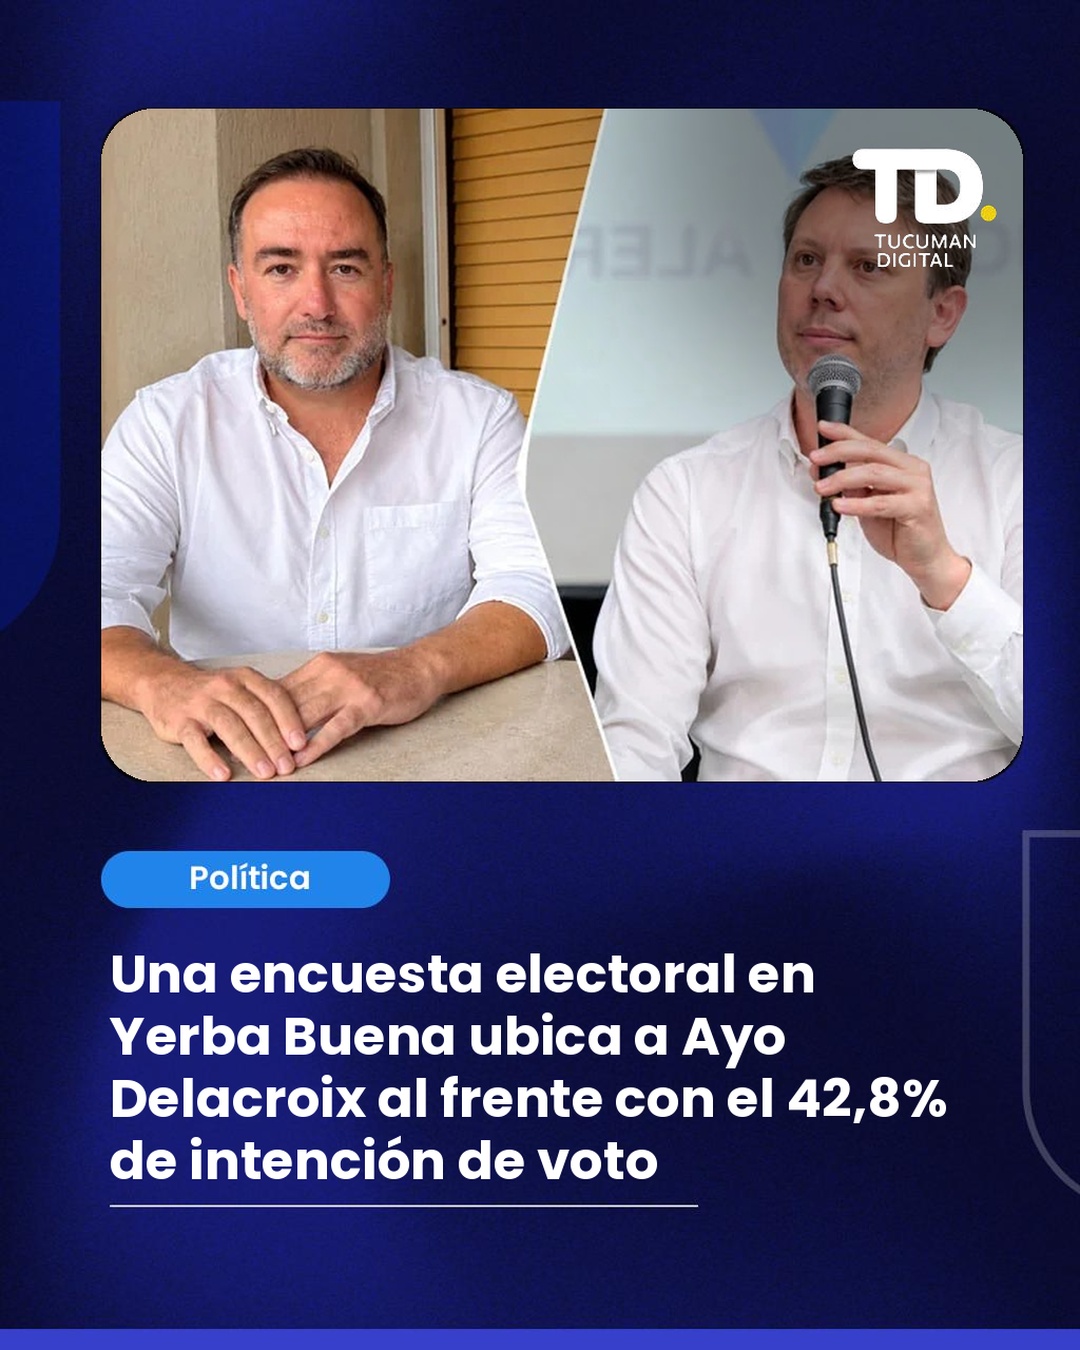 TD.
TUCUMAN
DIGITAL
Política
Una encuesta electoral en
Yerba Buena ubica a Ayo
Delacroix al frente con el 42,8%
de intención de voto